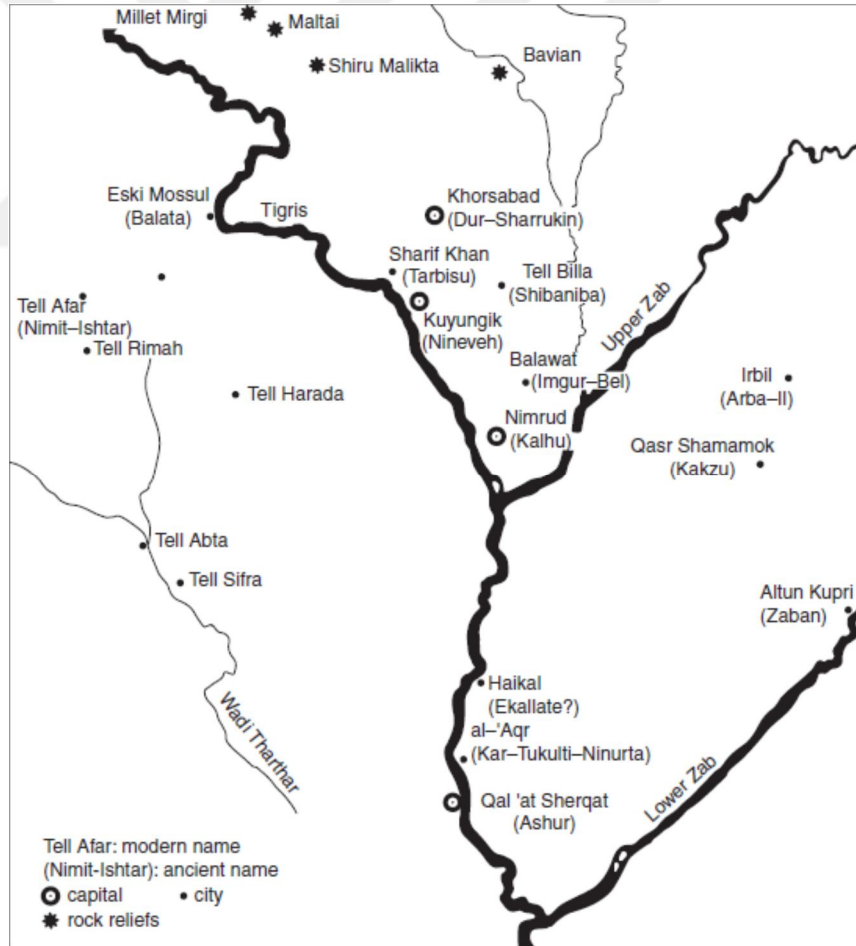 Millet Mirgi
Maltai
Shiru Malikta
Bavian
Eski Mossul
(Balata)
Tigris
Khorsabad
(Dur–Sharrukin)
Sharif Khan
(Tarbisu)
Tell Billa
(Shibaniba)
Upper Zab
Tell Afar
(Nimit–Ishtar)
Kuyungik
(Nineveh)
Tell Rimah
Balawat
(Imgur–Bel)
Irbil
(Arba–Il)
Tell Harada
Nimrud
(Kalhu)
Qasr Shamamok
(Kakzu)
Tell Abta
Tell Sifra
Altun Kupri
(Zaban)
Wadi Tharthar
Haikal
(Ekallate?)
al–'Aqr
(Kar–Tukulti–Ninurta)
Lower Zab
Qal 'at Sherqat
(Ashur)
Tell Afar: modern name
(Nimit-Ishtar): ancient name
capital
city
rock reliefs